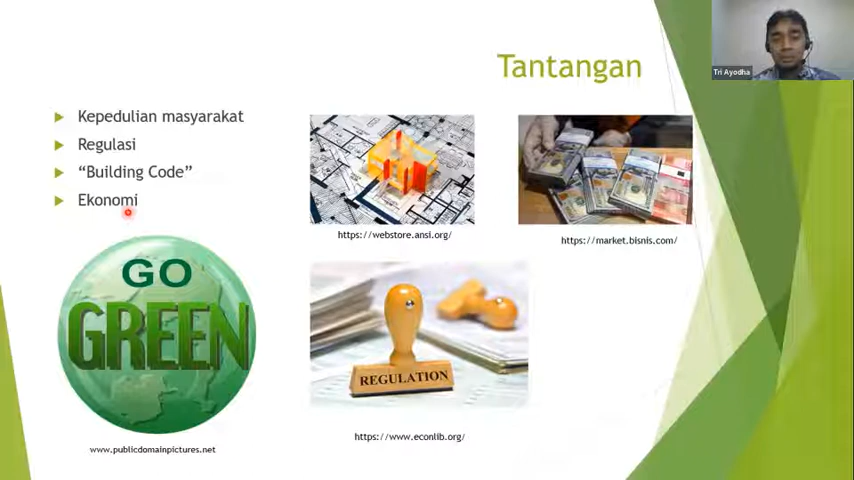 Tantangan
Tri Ayodha
Kepedulian masyarakat
Regulasi
“Building Code”
Ekonomi
https://webstore.ansi.org/
https://market.bisnis.com/
GO
GREEN
REGULATION
www.publicdomainpictures.net
https://www.econlib.org/